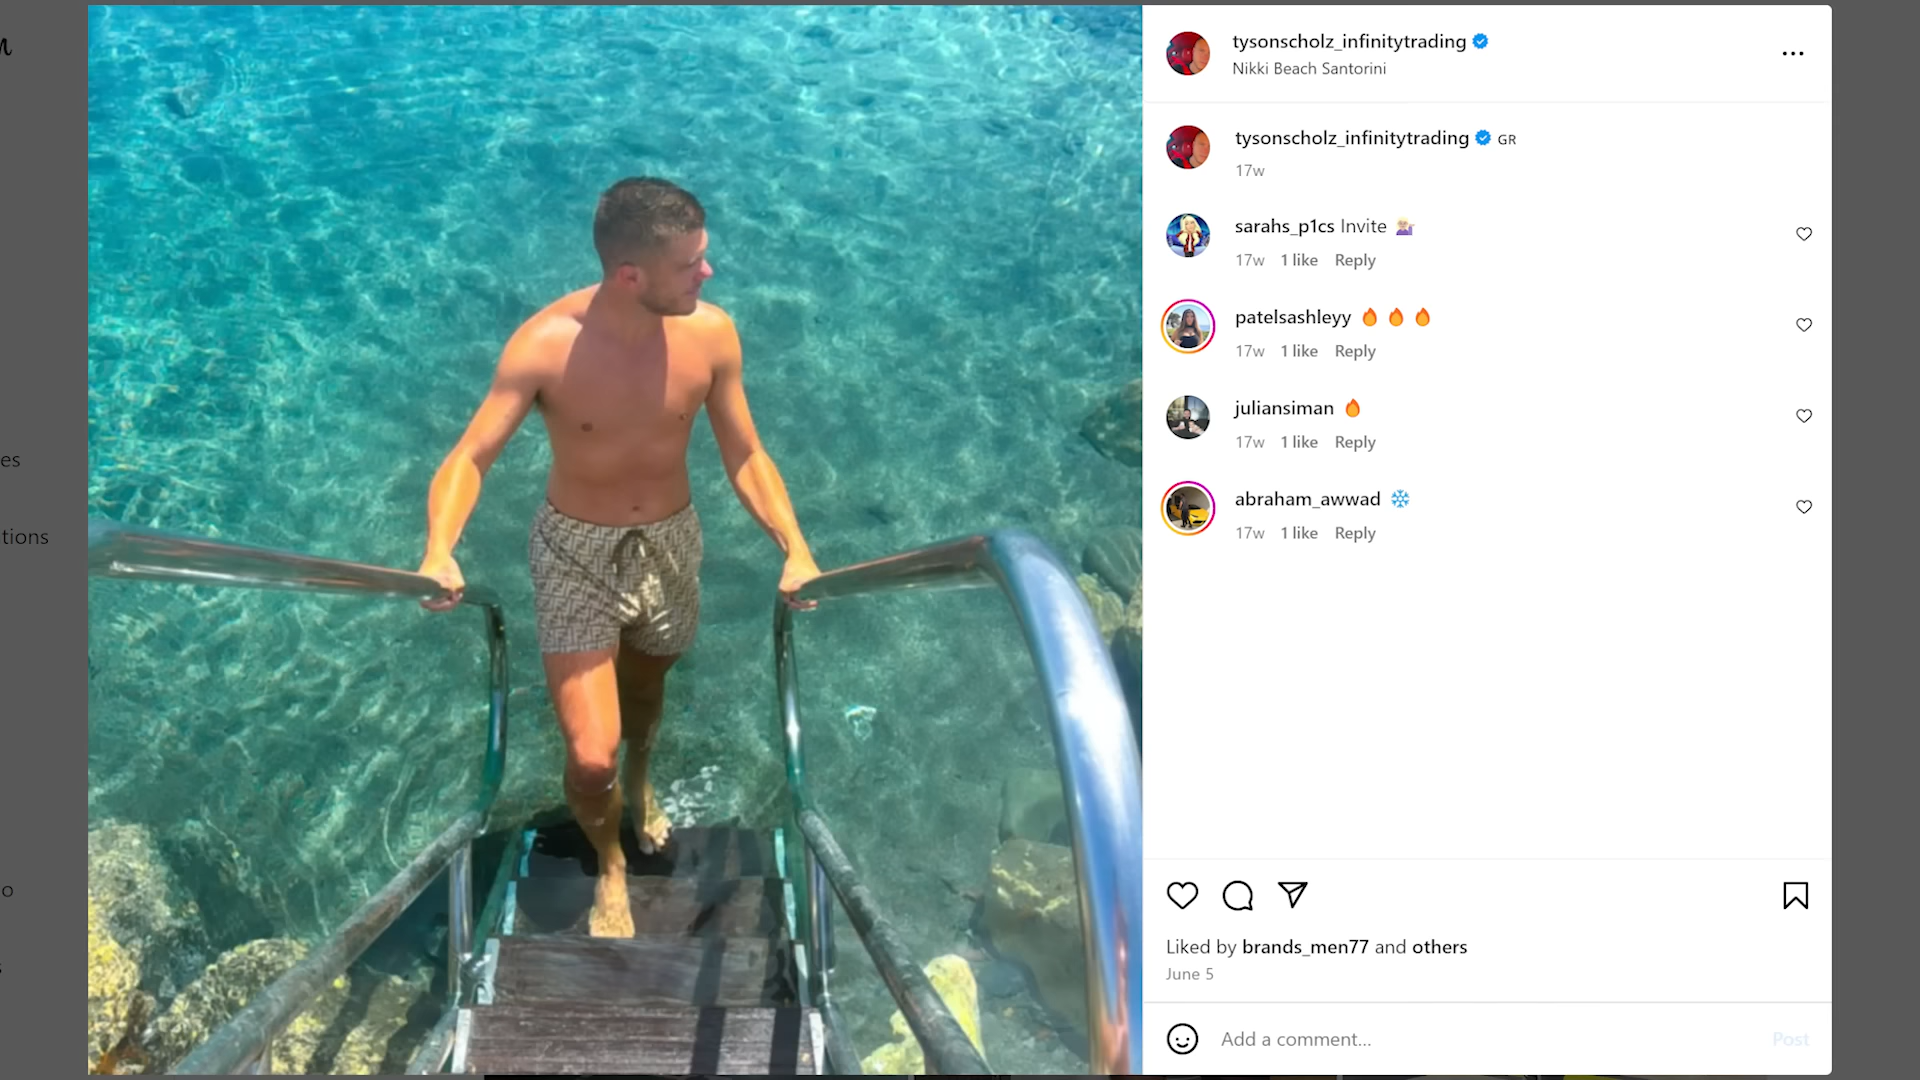 tysonscholz_infinitytrading
Nikki Beach Santorini
tysonscholz_infinitytrading GR
17w
sarahs_p1cs Invite 💁🏼
17w 1 like Reply
patelsashleyy 🔥 🔥 🔥
17w 1 like Reply
juliansiman 🔥
17w 1 like Reply
abraham_awwad ❄️
17w 1 like Reply
es
tions
o
Liked by brands_men77 and others
June 5
Add a comment...
Post